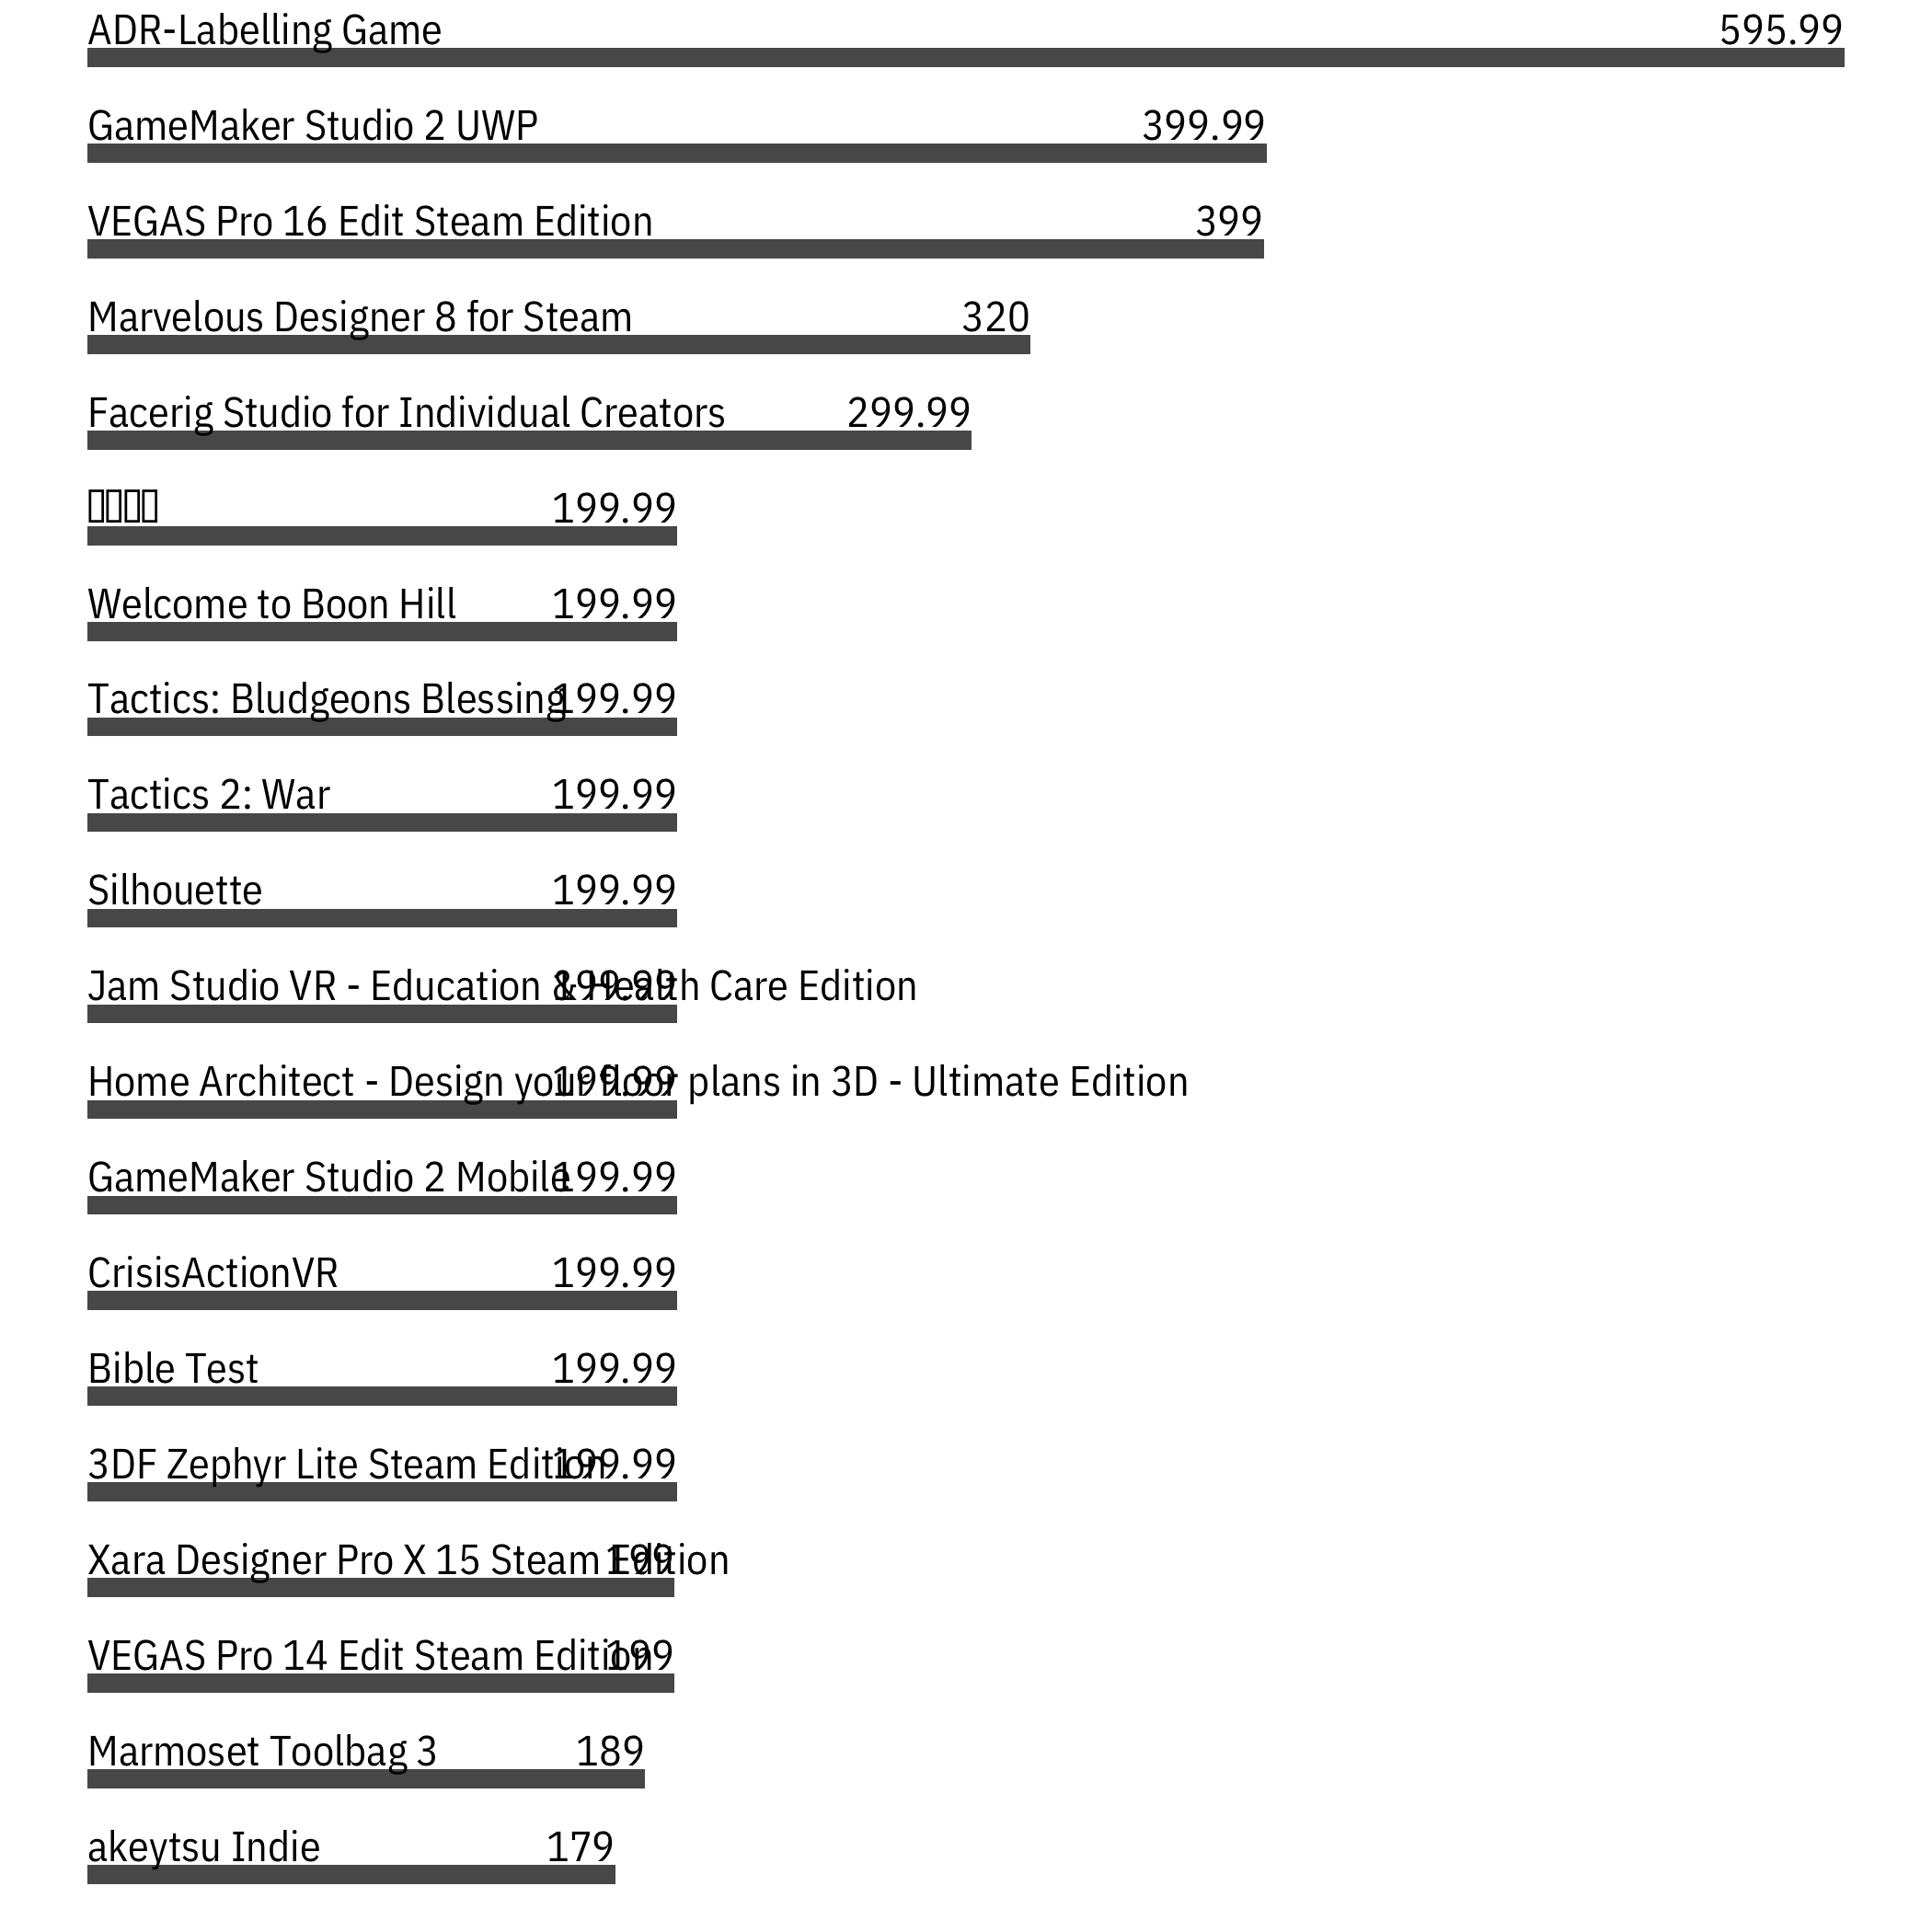 ADR-Labelling Game 595.99
GameMaker Studio 2 UWP 399.99
VEGAS Pro 16 Edit Steam Edition 399
Marvelous Designer 8 for Steam 320
Facerig Studio for Individual Creators 299.99
199.99
Welcome to Boon Hill 199.99
Tactics: Bludgeons Blessing 199.99
Tactics 2: War 199.99
Silhouette 199.99
Jam Studio VR - Education & Health Care Edition 199.99
Home Architect - Design your floor plans in 3D - Ultimate Edition 199.99
GameMaker Studio 2 Mobile 199.99
CrisisActionVR 199.99
Bible Test 199.99
3DF Zephyr Lite Steam Edition 199.99
Xara Designer Pro X 15 Steam Edition 199
VEGAS Pro 14 Edit Steam Edition 199
Marmoset Toolbag 3 189
akeytsu Indie 179